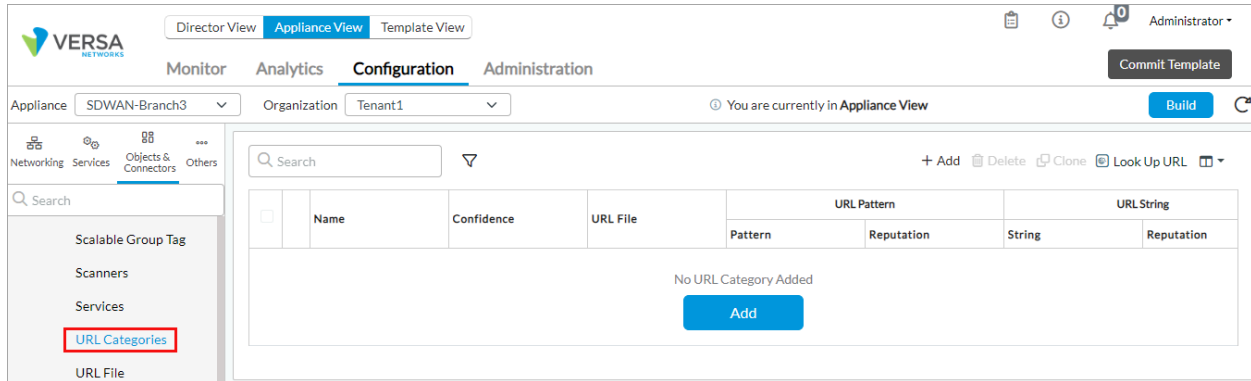 Director View Appliance View Template View
0
Administrator
VERSA
NETWORKS
Monitor Analytics Configuration Administration
Commit Template
Appliance SDWAN-Branch3 Organization Tenant1 You are currently in Appliance View Build
Networking Services Objects & Connectors Others
Search
Search
+ Add Delete Clone Look Up URL
Name Confidence URL File URL Pattern URL String
Pattern Reputation String Reputation
Scalable Group Tag
Scanners
Services
URL Categories
URL File
No URL Category Added
Add